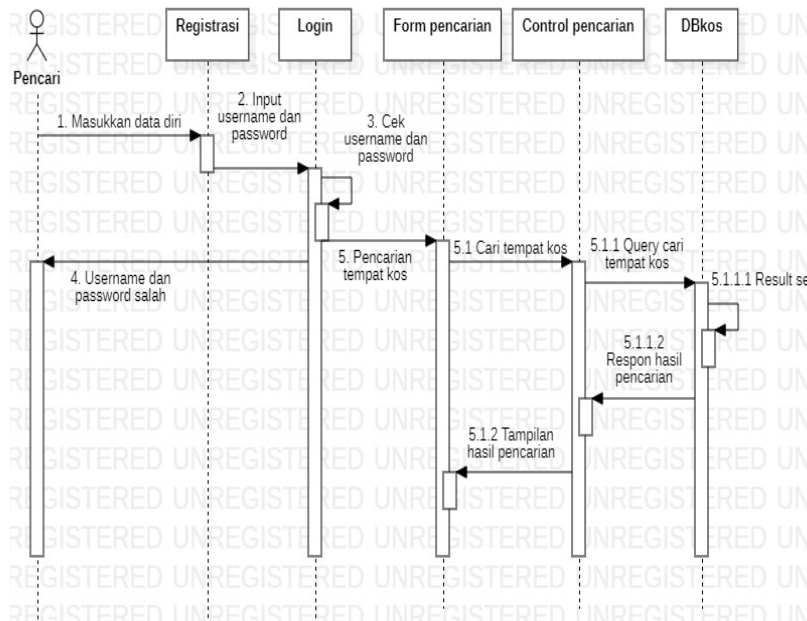 Registrasi
Login
Form pencarian
Control pencarian
DBkos
Pencari
1. Masukkan data diri
2. Input
username dan
password
3. Cek
username dan
password
4. Username dan
password salah
5. Pencarian
tempat kos
5.1 Cari tempat kos
5.1.1 Query cari
tempat kos
5.1.1.1 Result se
5.1.1.2
Respon hasil
pencarian
5.1.2 Tampilan
hasil pencarian
UNREGISTERED